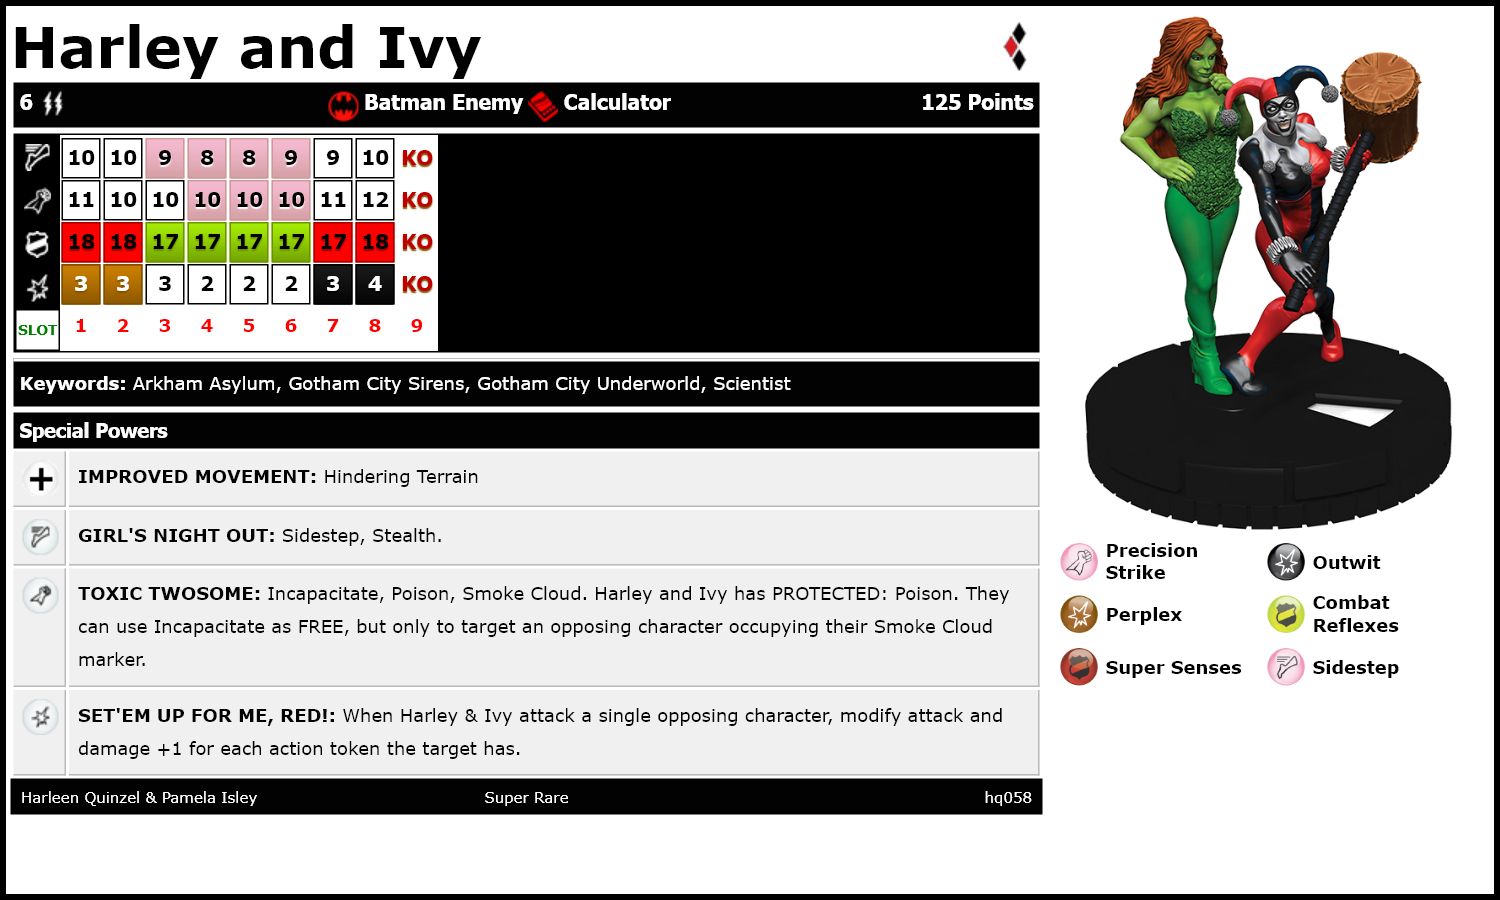 Harley and Ivy
6 Batman Enemy Calculator 125 Points
10 10 9 8 8 9 9 10 KO
11 10 10 10 10 10 11 12 KO
18 18 17 17 17 17 17 18 KO
3 3 3 2 2 2 3 4 KO
SLOT 1 2 3 4 5 6 7 8 9
Keywords: Arkham Asylum, Gotham City Sirens, Gotham City Underworld, Scientist
Special Powers
IMPROVED MOVEMENT: Hindering Terrain
GIRL'S NIGHT OUT: Sidestep, Stealth.
TOXIC TWOSOME: Incapacitate, Poison, Smoke Cloud. Harley and Ivy has PROTECTED: Poison. They
can use Incapacitate as FREE, but only to target an opposing character occupying their Smoke Cloud
marker.
SET'EM UP FOR ME, RED!: When Harley & Ivy attack a single opposing character, modify attack and
damage +1 for each action token the target has.
Harleen Quinzel & Pamela Isley Super Rare hq058
Precision
Strike
Outwit
Perplex
Combat
Reflexes
Super Senses
Sidestep